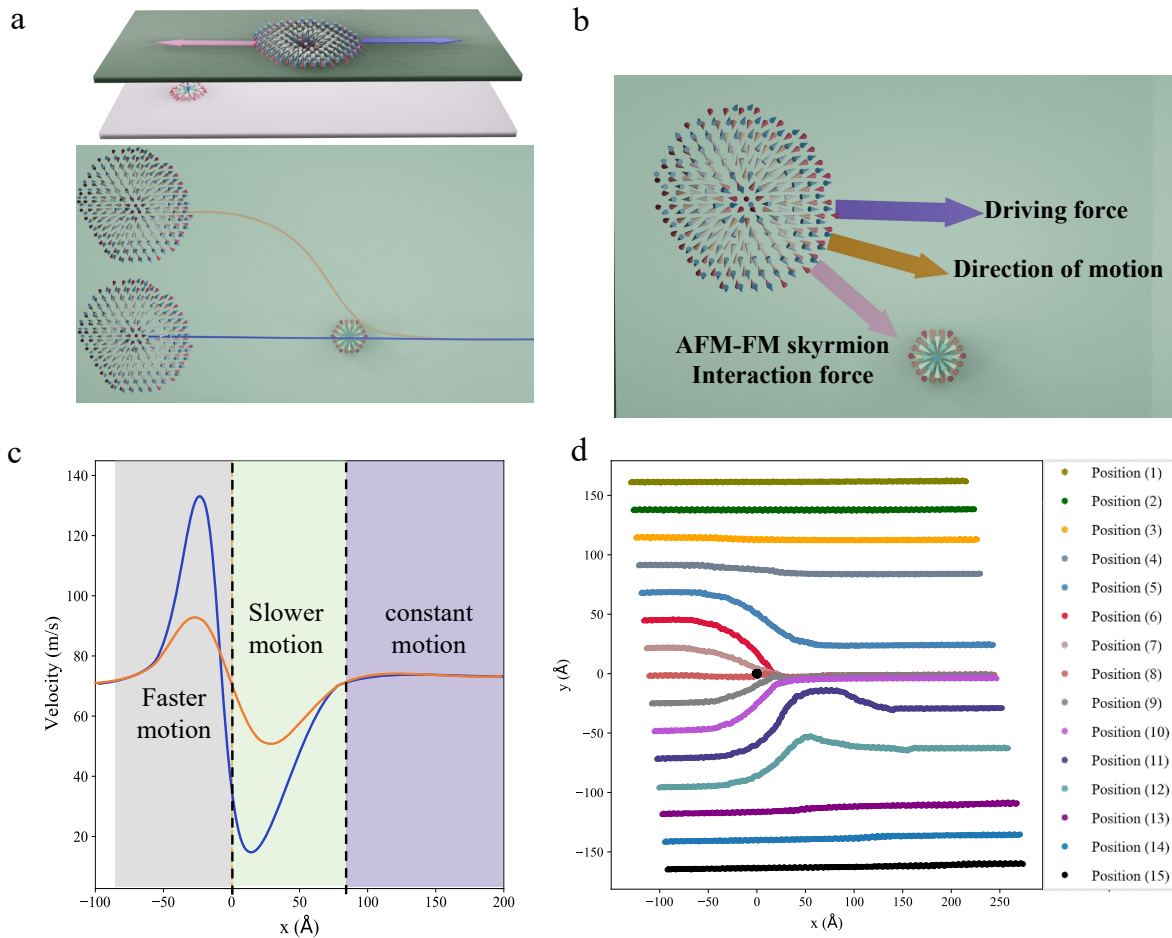 a
b
Driving force
Direction of motion
AFM-FM skyrmion
Interaction force
c
140
120
100
80
60
40
20
Velocity (m/s)
Faster
motion
Slower
motion
constant
motion
−100
−50
0
50
100
150
200
x (Å)
d
150
100
50
0
−50
−100
−150
y (Å)
−100
−50
0
50
100
150
200
250
x (Å)
Position (1)
Position (2)
Position (3)
Position (4)
Position (5)
Position (6)
Position (7)
Position (8)
Position (9)
Position (10)
Position (11)
Position (12)
Position (13)
Position (14)
Position (15)